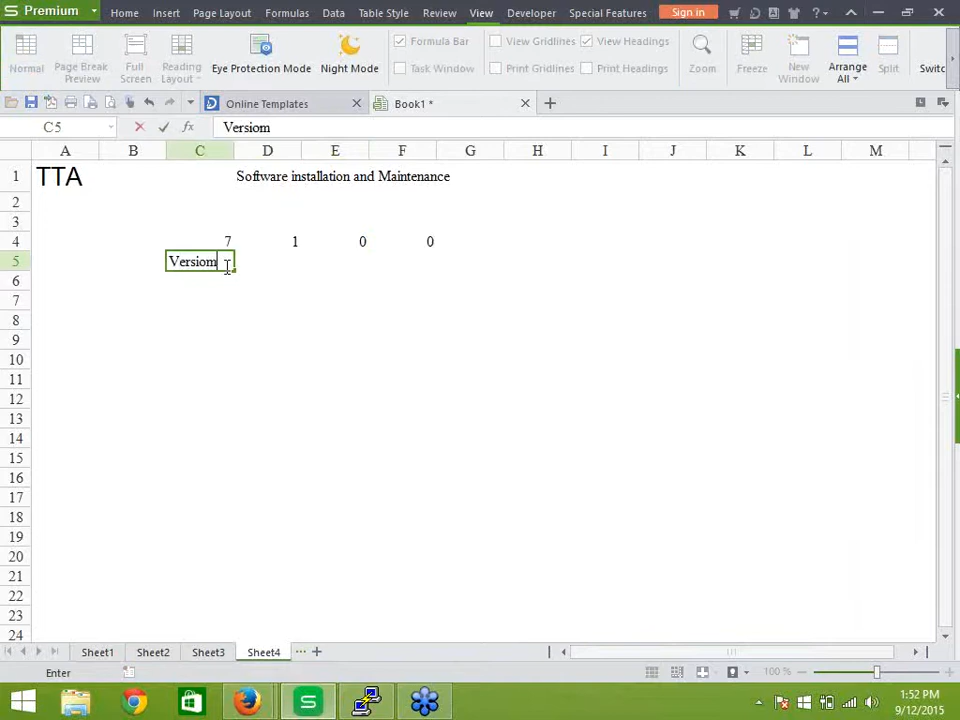 S Premium Home Insert Page Layout Formulas Data Table Style Review View Developer Special Features Sign in
Normal Page Break Preview Full Screen Reading Layout Eye Protection Mode Night Mode Formula Bar View Gridlines View Headings Zoom Freeze New Window Arrange All Split
Task Window Print Gridlines Print Headings
Online Templates Book1 *
C5 fx Versiom
A B C D E F G H I J K L M
1 TTA Software installation and Maintenance
2
3
4 7 1 0 0
5 Versiom
6
7
8
9
10
11
12
13
14
15
16
17
18
19
20
21
22
23
24
Sheet1 Sheet2 Sheet3 Sheet4 ... +
Enter 100 %
1:52 PM
9/12/2015